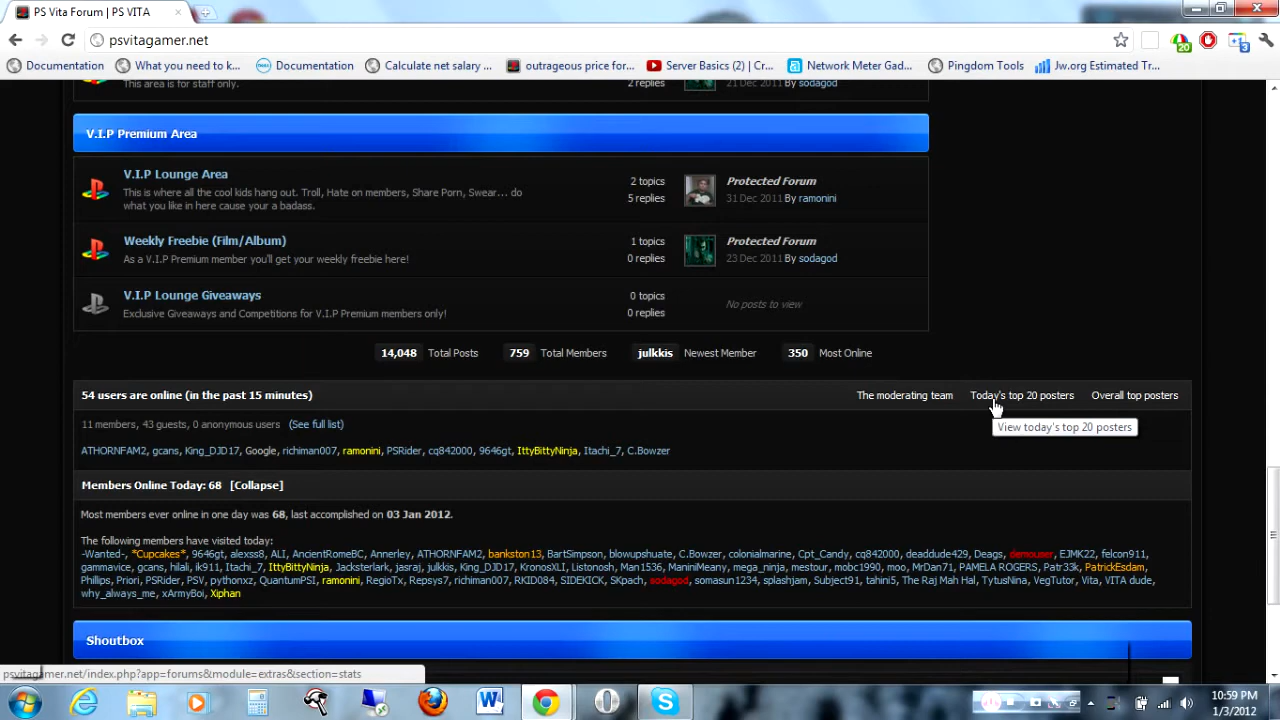 PS Vita Forum | PS VITA
psvitagamer.net
20
3
Documentation
What you need to k...
Documentation
Calculate net salary ...
outrageous price for...
Server Basics (2) | Cr...
Network Meter Gad...
Pingdom Tools
Jw.org Estimated Tr...
This area is for staff only.
2 replies
21 Dec 2011 By sodagod
V.I.P Premium Area
V.I.P Lounge Area
This is where all the cool kids hang out. Troll, Hate on members, Share Porn, Swear... do
what you like in here cause your a badass.
2 topics
5 replies
Protected Forum
31 Dec 2011 By ramonini
Weekly Freebie (Film/Album)
As a V.I.P Premium member you'll get your weekly freebie here!
1 topics
0 replies
Protected Forum
23 Dec 2011 By sodagod
V.I.P Lounge Giveaways
Exclusive Giveaways and Competitions for V.I.P Premium members only!
0 topics
0 replies
No posts to view
14,048 Total Posts 759 Total Members julkkis Newest Member 350 Most Online
54 users are online (in the past 15 minutes)
The moderating team Today's top 20 posters Overall top posters
View today's top 20 posters
11 members, 43 guests, 0 anonymous users (See full list)
ATHORNFAM2, gcans, King_DJD17, Google, richiman007, ramonini, PSRider, cq842000, 9646gt, IttyBittyNinja, Itachi_7, C.Bowzer
Members Online Today: 68 [Collapse]
Most members ever online in one day was 68, last accomplished on 03 Jan 2012.
The following members have visited today:
-Wanted-, *Cupcakes*, 9646gt, alexss8, ALI, AncientRomeBC, Annerley, ATHORNFAM2, bankston13, BartSimpson, blowupshuate, C.Bowzer, colonialmarine, Cpt_Candy, cq842000, deaddude429, Deags, demouser, EJMK22, felcon911,
gammavice, gcans, hilali, ik911, Itachi_7, IttyBittyNinja, Jacksterlark, jasraj, julkkis, King_DJD17, KronosXLI, Listonosh, Man1536, ManiniMeany, mega_ninja, mestour, mobc1990, moo, MrDan71, PAMELA ROGERS, Patr33k, PatrickEsdam,
Phillips, Priori, PSRider, PSV, pythonxz, QuantumPSI, ramonini, RegioTx, Repsys7, richiman007, RKID084, SIDEKICK, SKpach, sodagod, somasun1234, splashjam, Subject91, tahini5, The Raj Mah Hal, TytusNina, VegTutor, Vita, VITA dude,
why_always_me, xArmyBoi, Xiphan
Shoutbox
psvitagamer.net/index.php?app=forums&module=extras&section=stats
10:59 PM
1/3/2012